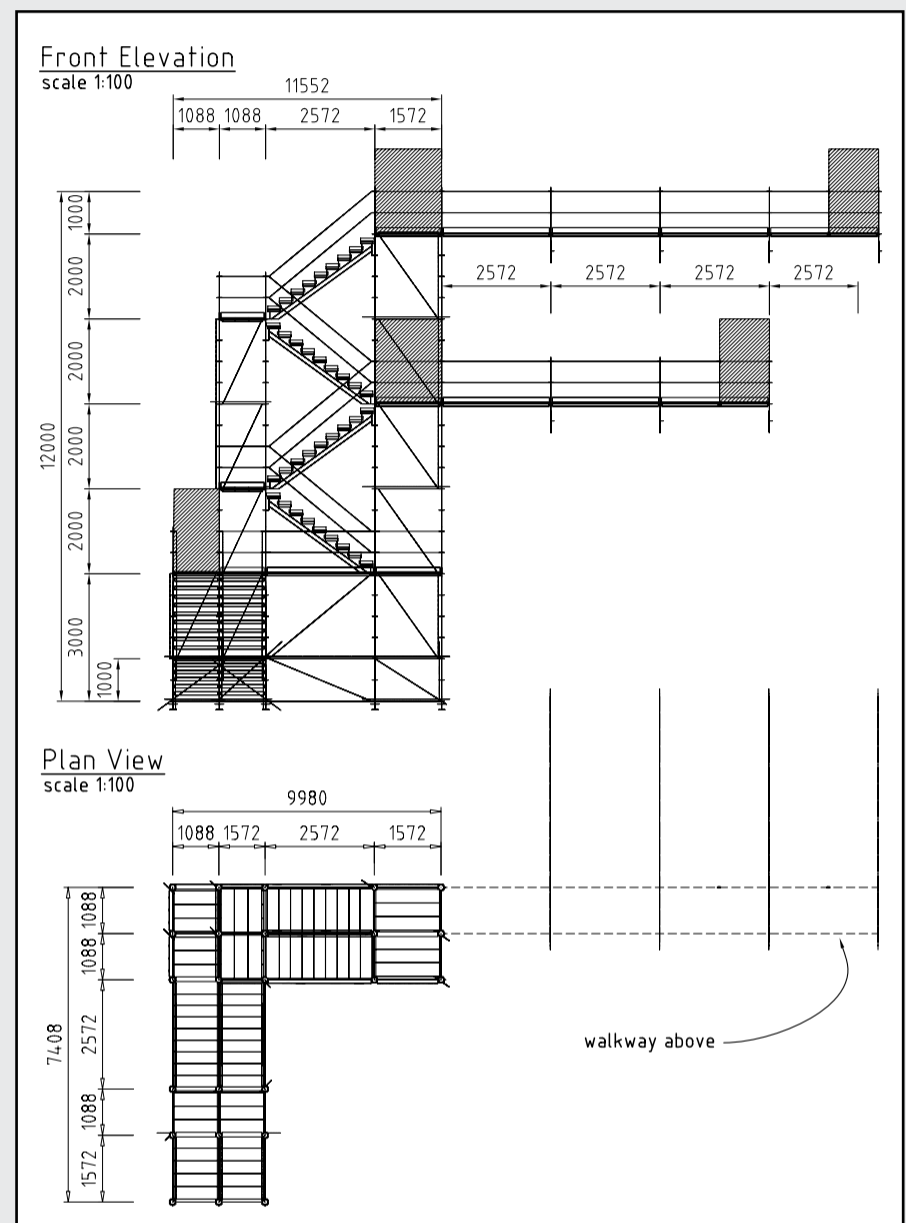 Front Elevation
scale 1:100
11552
1088 1088 2572 1572
1000
2000
2000
2000
2000
3000
1000
12000
2572 2572 2572 2572
Plan View
scale 1:100
9980
1088 1572 2572 1572
1088
1088
2572
1088
1572
7408
walkway above